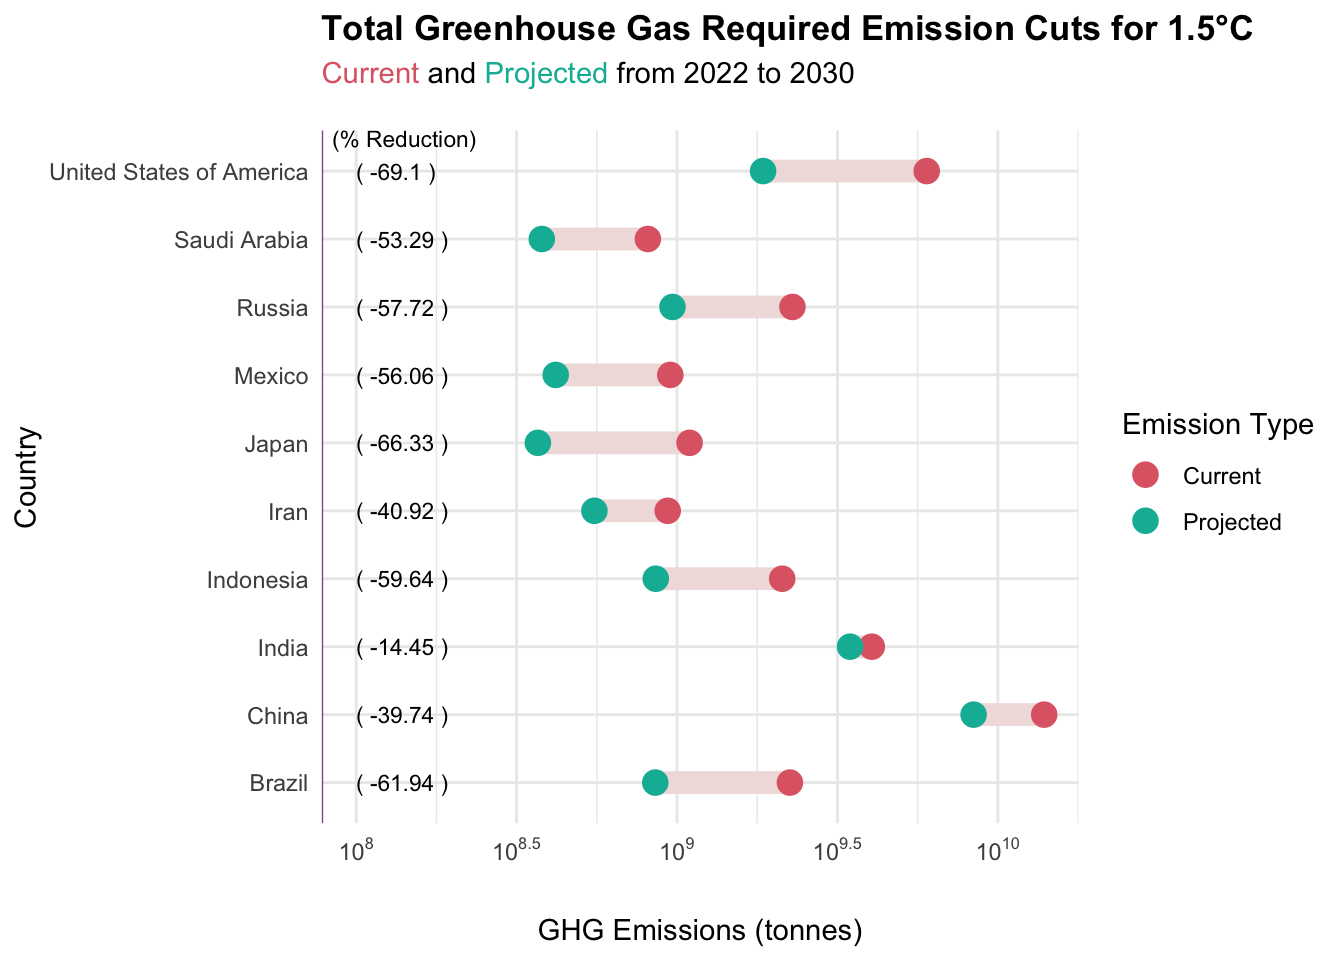 Total Greenhouse Gas Required Emission Cuts for 1.5°C
Current and Projected from 2022 to 2030
(% Reduction)
United States of America ( -69.1 )
Saudi Arabia ( -53.29 )
Russia ( -57.72 )
Mexico ( -56.06 )
Japan ( -66.33 )
Iran ( -40.92 )
Indonesia ( -59.64 )
India ( -14.45 )
China ( -39.74 )
Brazil ( -61.94 )
Country
10^8 10^8.5 10^9 10^9.5 10^10
GHG Emissions (tonnes)
Emission Type
Current
Projected